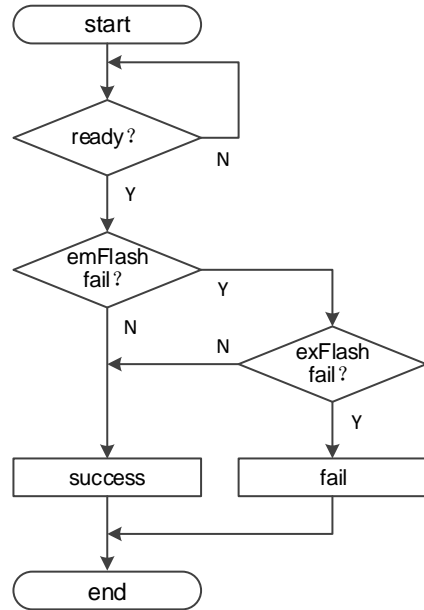 start
ready？
N
Y
emFlash
fail？
Y
N
N
exFlash
fail？
Y
success
fail
end